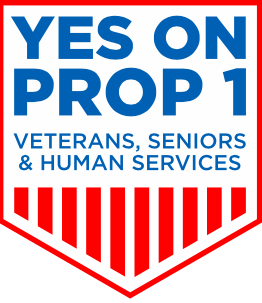 YES ON
PROP 1
VETERANS, SENIORS
& HUMAN SERVICES